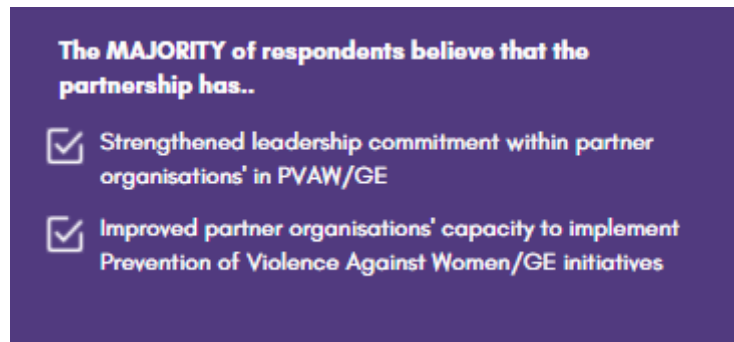 The MAJORITY of respondents believe that the
partnership has..
Strengthened leadership commitment within partner
organisations' in PVAW/GE
Improved partner organisations' capacity to implement
Prevention of Violence Against Women/GE initiatives